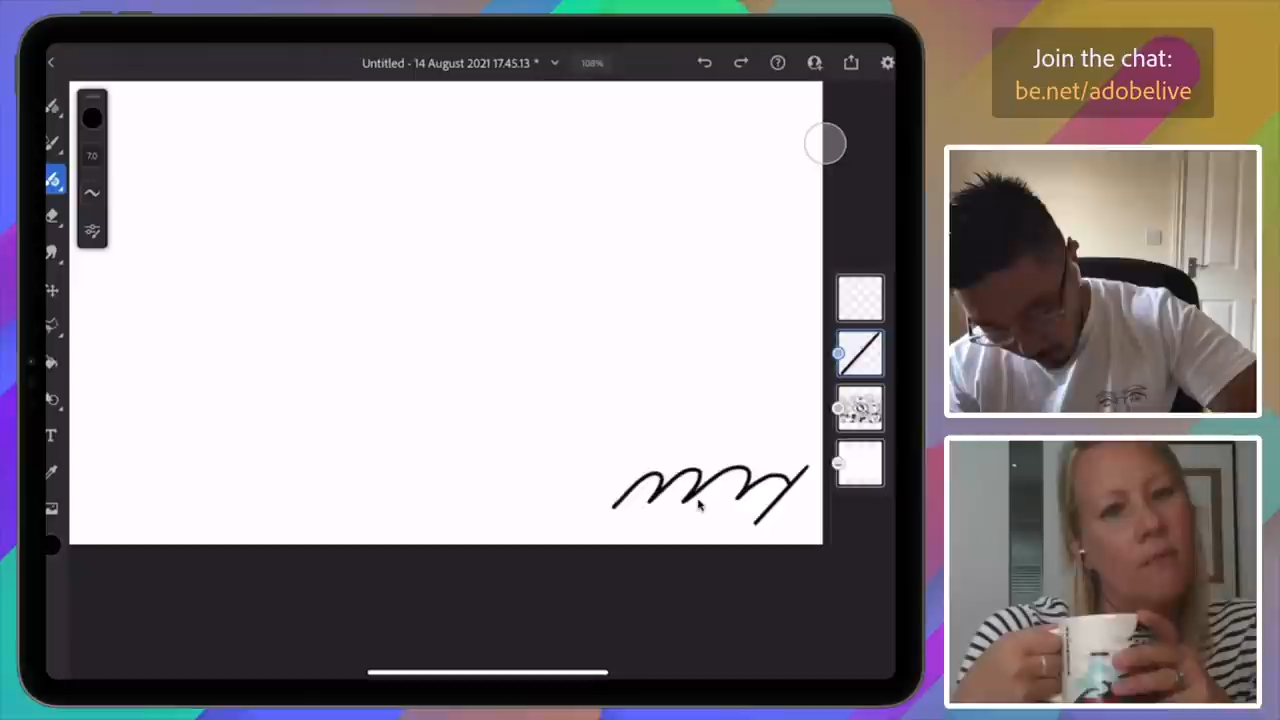 Untitled - 14 August 2021 17.45.13 *
108%
7.0
T
Join the chat:
be.net/adobelive